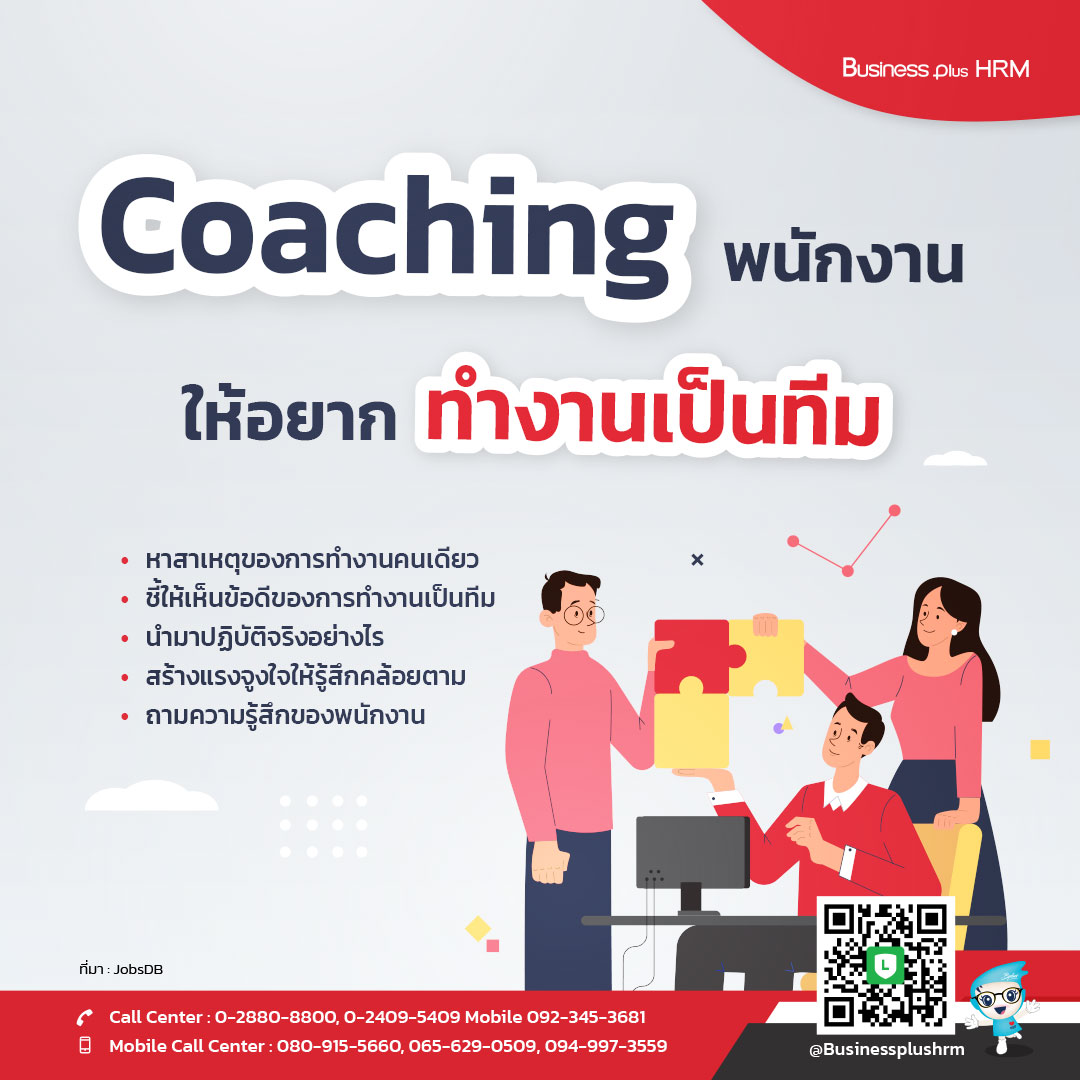 Business Plus HRM
Coaching พนักงาน
ให้อยาก ทำงานเป็นทีม
• หาสาเหตุของการทำงานคนเดียว
• ชี้ให้เห็นข้อดีของการทำงานเป็นทีม
• นำมาปฏิบัติจริงอย่างไร
• สร้างแรงจูงใจให้รู้สึกคล้อยตาม
• ถามความรู้สึกของพนักงาน
ที่มา : JobsDB
Call Center : 0-2880-8800, 0-2409-5409 Mobile 092-345-3681
Mobile Call Center : 080-915-5660, 065-629-0509, 094-997-3559
L
@Businessplushrm